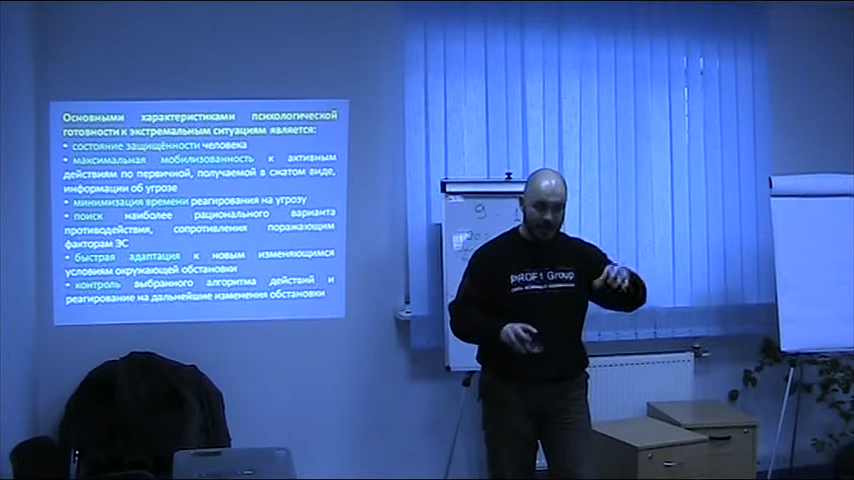 Основными характеристиками психологической
готовности к экстремальным ситуациям является:
• состояние защищённости человека
• максимальная мобилизованность к активным
действиям по первичной, получаемой в сжатом виде,
информации об угрозе
• минимизация времени реагирования на угрозу
• поиск наиболее рационального варианта
противодействия, сопротивления поражающим
факторам ЭС
• быстрая адаптация к новым изменяющимся
условиям окружающей обстановки
• контроль выбранного алгоритма действий и
реагирование на дальнейшие изменения обстановки
PROFI Group
9